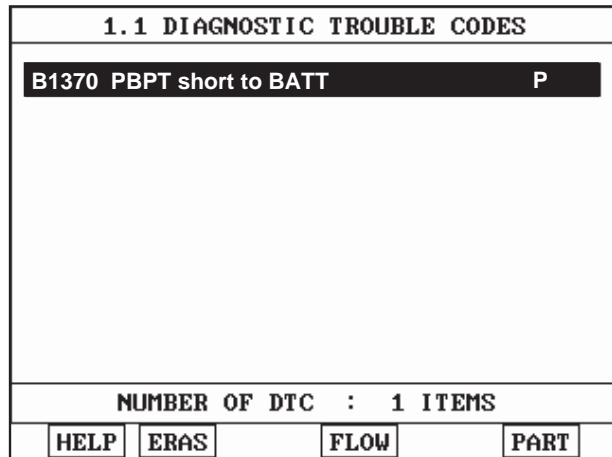 1.1 DIAGNOSTIC TROUBLE CODES
B1370 PBPT short to BATT P
NUMBER OF DTC : 1 ITEMS
HELP ERAS FLOW PART